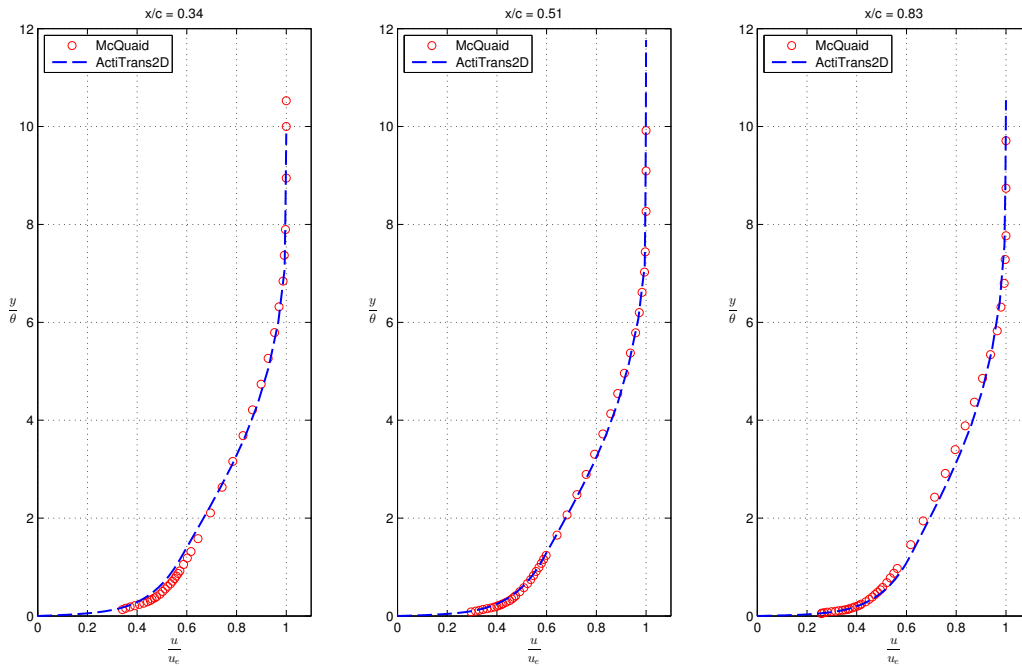 x/c = 0.34
McQuaid
ActiTrans2D
12
10
8
y/θ
6
4
2
0
0 0.2 0.4 0.6 0.8 1
u/u_e
x/c = 0.51
McQuaid
ActiTrans2D
12
10
8
y/θ
6
4
2
0
0 0.2 0.4 0.6 0.8 1
u/u_e
x/c = 0.83
McQuaid
ActiTrans2D
12
10
8
y/θ
6
4
2
0
0 0.2 0.4 0.6 0.8 1
u/u_e